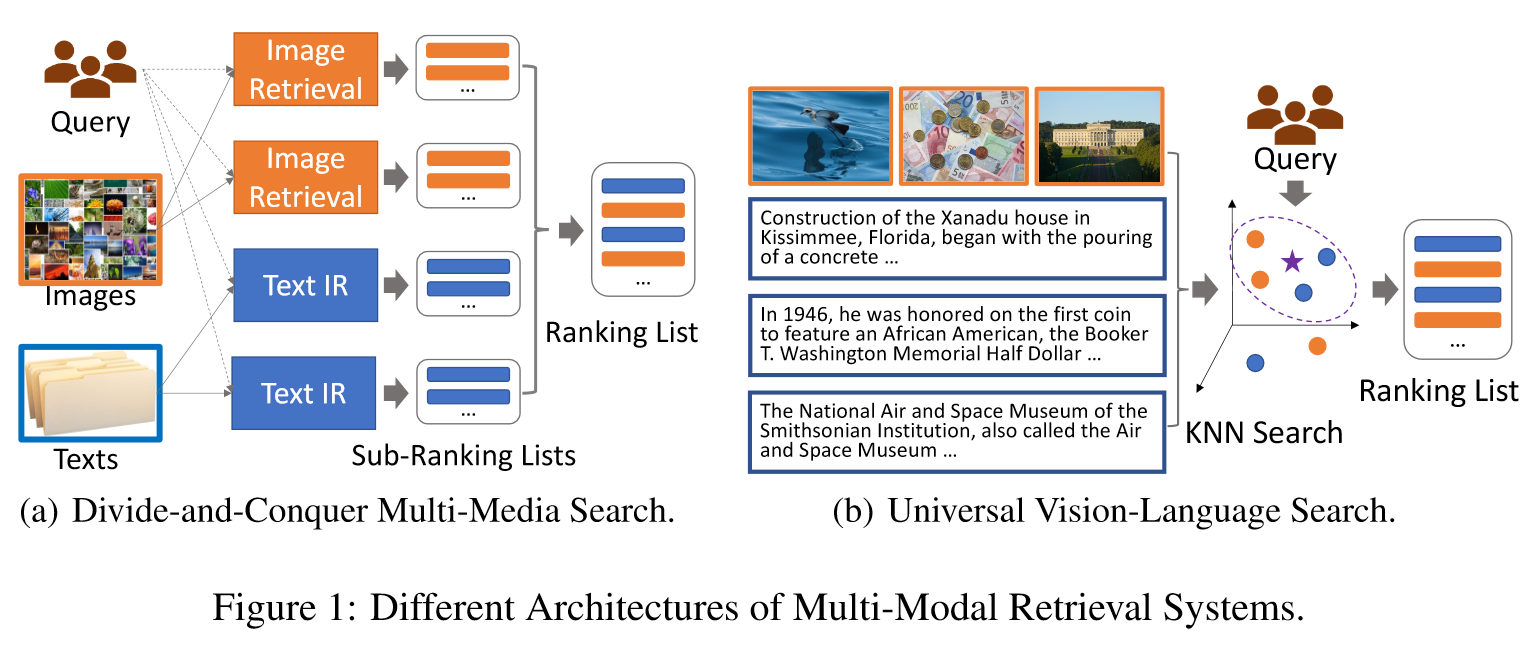 Query
Images
Texts
Image
Retrieval
Image
Retrieval
Text IR
Text IR
...
...
...
...
Sub-Ranking Lists
...
Ranking List
(a) Divide-and-Conquer Multi-Media Search.
Construction of the Xanadu house in
Kissimmee, Florida, began with the pouring
of a concrete ...
In 1946, he was honored on the first coin
to feature an African American, the Booker
T. Washington Memorial Half Dollar ...
The National Air and Space Museum of the
Smithsonian Institution, also called the Air
and Space Museum ...
Query
KNN Search
...
Ranking List
(b) Universal Vision-Language Search.
Figure 1: Different Architectures of Multi-Modal Retrieval Systems.